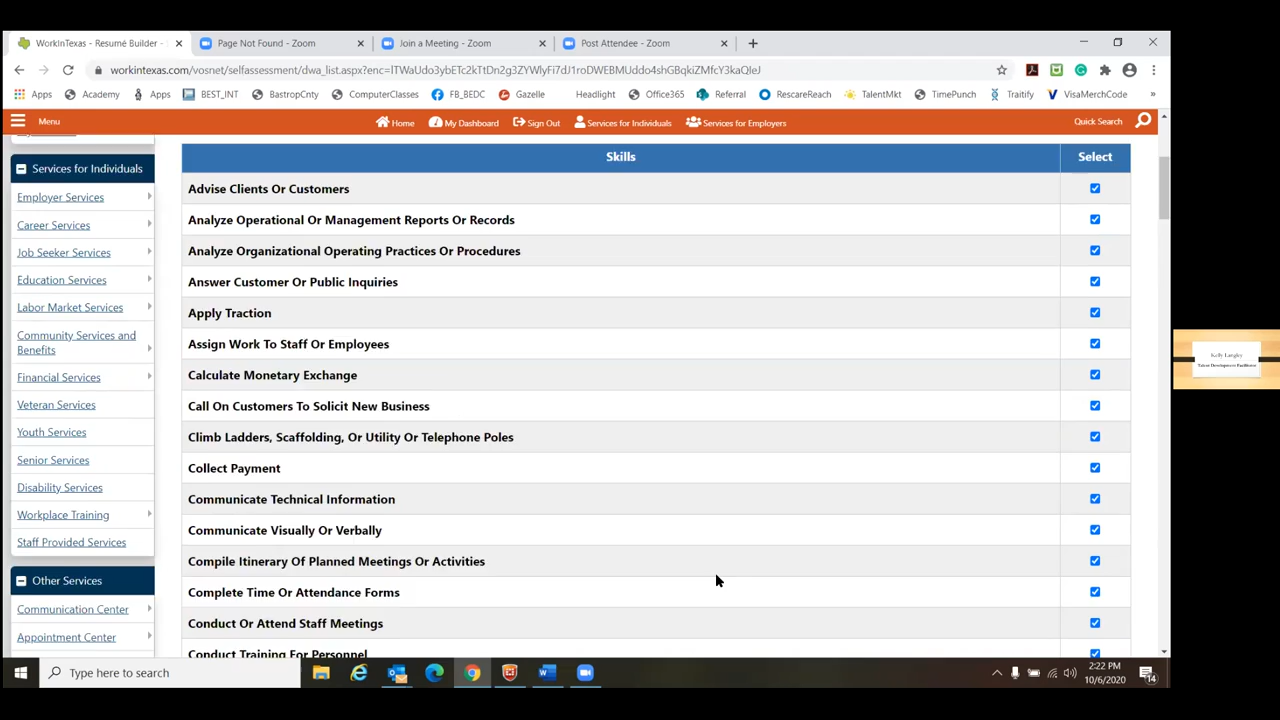 WorkInTexas - Resumé Builder -
Page Not Found - Zoom
Join a Meeting - Zoom
Post Attendee - Zoom
workintexas.com/vosnet/selfassessment/dwa_list.aspx?enc=lTWaUdo3ybETc2kTtDn2g3ZYWlyFi7dJ1roDWEBMUddo4shGBqkiZMfcY3kaQIeJ
Apps Academy Apps BEST_INT BastropCnty ComputerClasses FB_BEDC Gazelle Headlight Office365 Referral RescareReach TalentMkt TimePunch Traitify VisaMerchCode »
Menu Home My Dashboard Sign Out Services for Individuals Services for Employers Quick Search
Services for Individuals
Employer Services
Career Services
Job Seeker Services
Education Services
Labor Market Services
Community Services and
Benefits
Financial Services
Veteran Services
Youth Services
Senior Services
Disability Services
Workplace Training
Staff Provided Services
Other Services
Communication Center
Appointment Center
Skills Select
Advise Clients Or Customers
Analyze Operational Or Management Reports Or Records
Analyze Organizational Operating Practices Or Procedures
Answer Customer Or Public Inquiries
Apply Traction
Assign Work To Staff Or Employees
Calculate Monetary Exchange
Call On Customers To Solicit New Business
Climb Ladders, Scaffolding, Or Utility Or Telephone Poles
Collect Payment
Communicate Technical Information
Communicate Visually Or Verbally
Compile Itinerary Of Planned Meetings Or Activities
Complete Time Or Attendance Forms
Conduct Or Attend Staff Meetings
Conduct Training For Personnel
Kelly Langley
Talent Development Facilitator
Type here to search
2:22 PM
10/6/2020
14